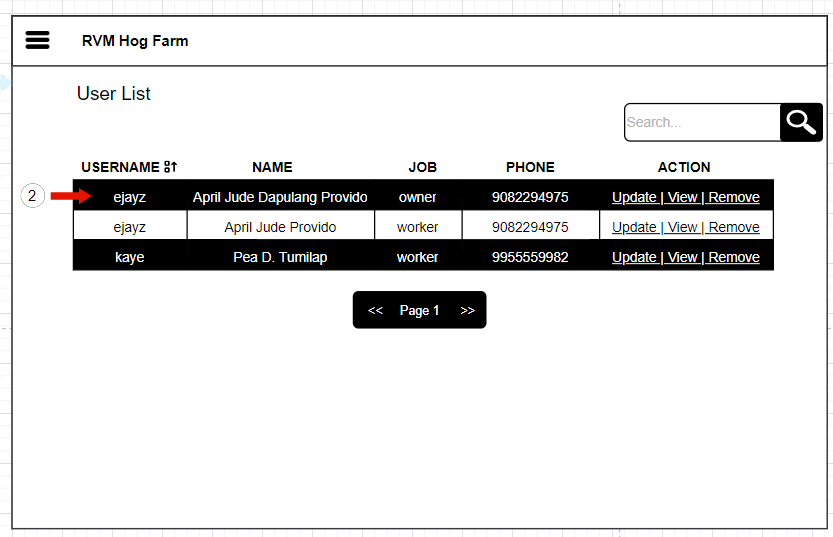 RVM Hog Farm
User List
Search...
USERNAME NAME JOB PHONE ACTION
2 ejayz April Jude Dapulang Provido owner 9082294975 Update | View | Remove
ejayz April Jude Provido worker 9082294975 Update | View | Remove
kaye Pea D. Tumilap worker 9955559982 Update | View | Remove
<< Page 1 >>